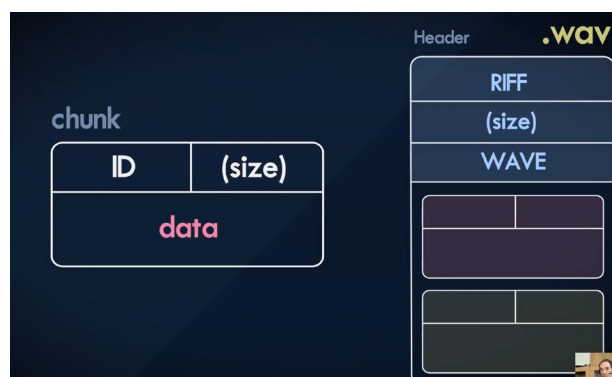 Header .wav
RIFF
chunk
(size)
ID (size)
WAVE
data